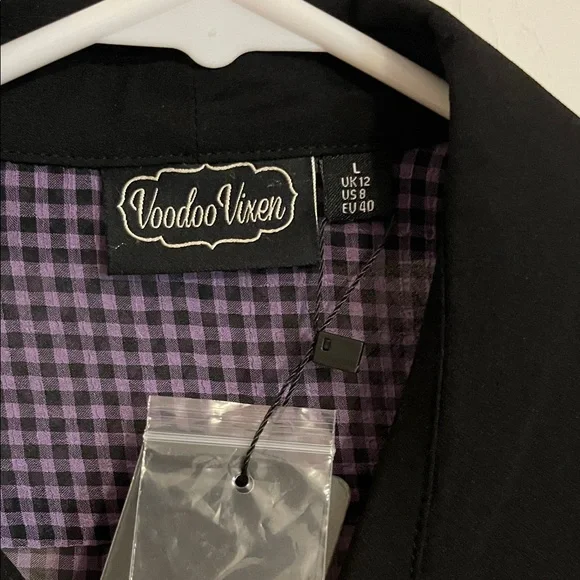 Voodoo Vixen
L
UK 12
US 8
EU 40